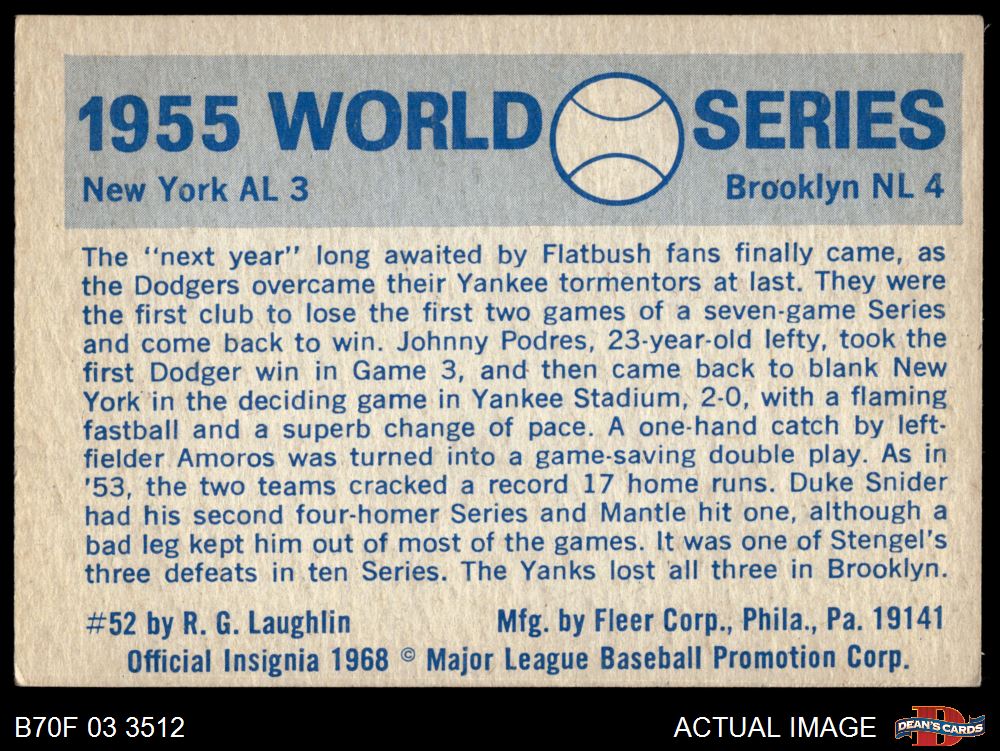 1955 WORLD SERIES
New York AL 3 Brooklyn NL 4
The "next year" long awaited by Flatbush fans finally came, as
the Dodgers overcame their Yankee tormentors at last. They were
the first club to lose the first two games of a seven-game Series
and come back to win. Johnny Podres, 23-year-old lefty, took the
first Dodger win in Game 3, and then came back to blank New
York in the deciding game in Yankee Stadium, 2-0, with a flaming
fastball and a superb change of pace. A one-hand catch by left-
fielder Amoros was turned into a game-saving double play. As in
'53, the two teams cracked a record 17 home runs. Duke Snider
had his second four-homer Series and Mantle hit one, although a
bad leg kept him out of most of the games. It was one of Stengel's
three defeats in ten Series. The Yanks lost all three in Brooklyn.
#52 by R. G. Laughlin Mfg. by Fleer Corp., Phila., Pa. 19141
Official Insignia 1968 © Major League Baseball Promotion Corp.
B70F 03 3512 ACTUAL IMAGE D DEAN'S CARDS